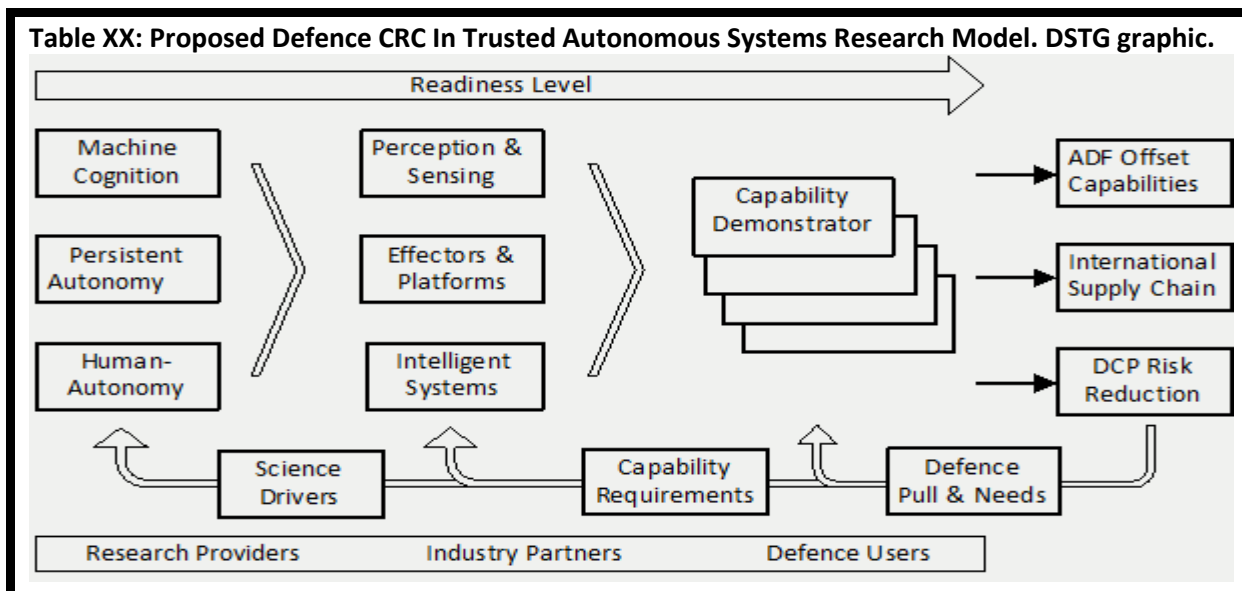 Table XX: Proposed Defence CRC In Trusted Autonomous Systems Research Model. DSTG graphic.
Readiness Level
Machine
Cognition
Persistent
Autonomy
Human-
Autonomy
Perception &
Sensing
Effectors &
Platforms
Intelligent
Systems
Capability
Demonstrator
ADF Offset
Capabilities
International
Supply Chain
DCP Risk
Reduction
Science
Drivers
Capability
Requirements
Defence
Pull & Needs
Research Providers
Industry Partners
Defence Users